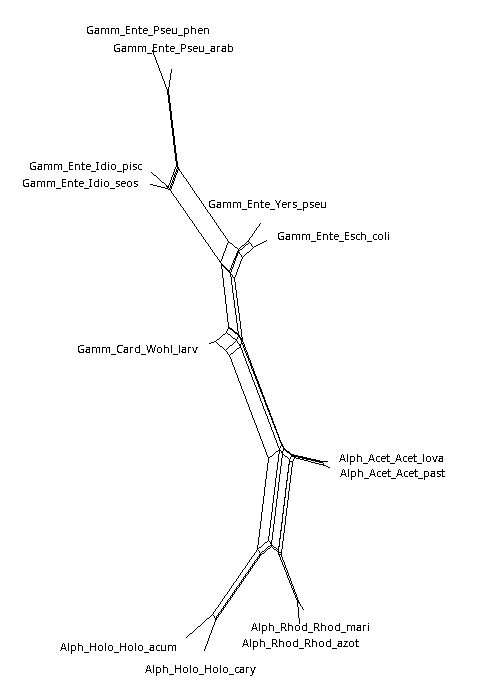 Gamm_Ente_Pseu_phen
Gamm_Ente_Pseu_arab
Gamm_Ente_Idio_pisc
Gamm_Ente_Idio_seos
Gamm_Ente_Yers_pseu
Gamm_Ente_Esch_coli
Gamm_Card_Wohl_larv
Alph_Acet_Acet_lova
Alph_Acet_Acet_past
Alph_Rhod_Rhod_mari
Alph_Rhod_Rhod_azot
Alph_Holo_Holo_acum
Alph_Holo_Holo_cary